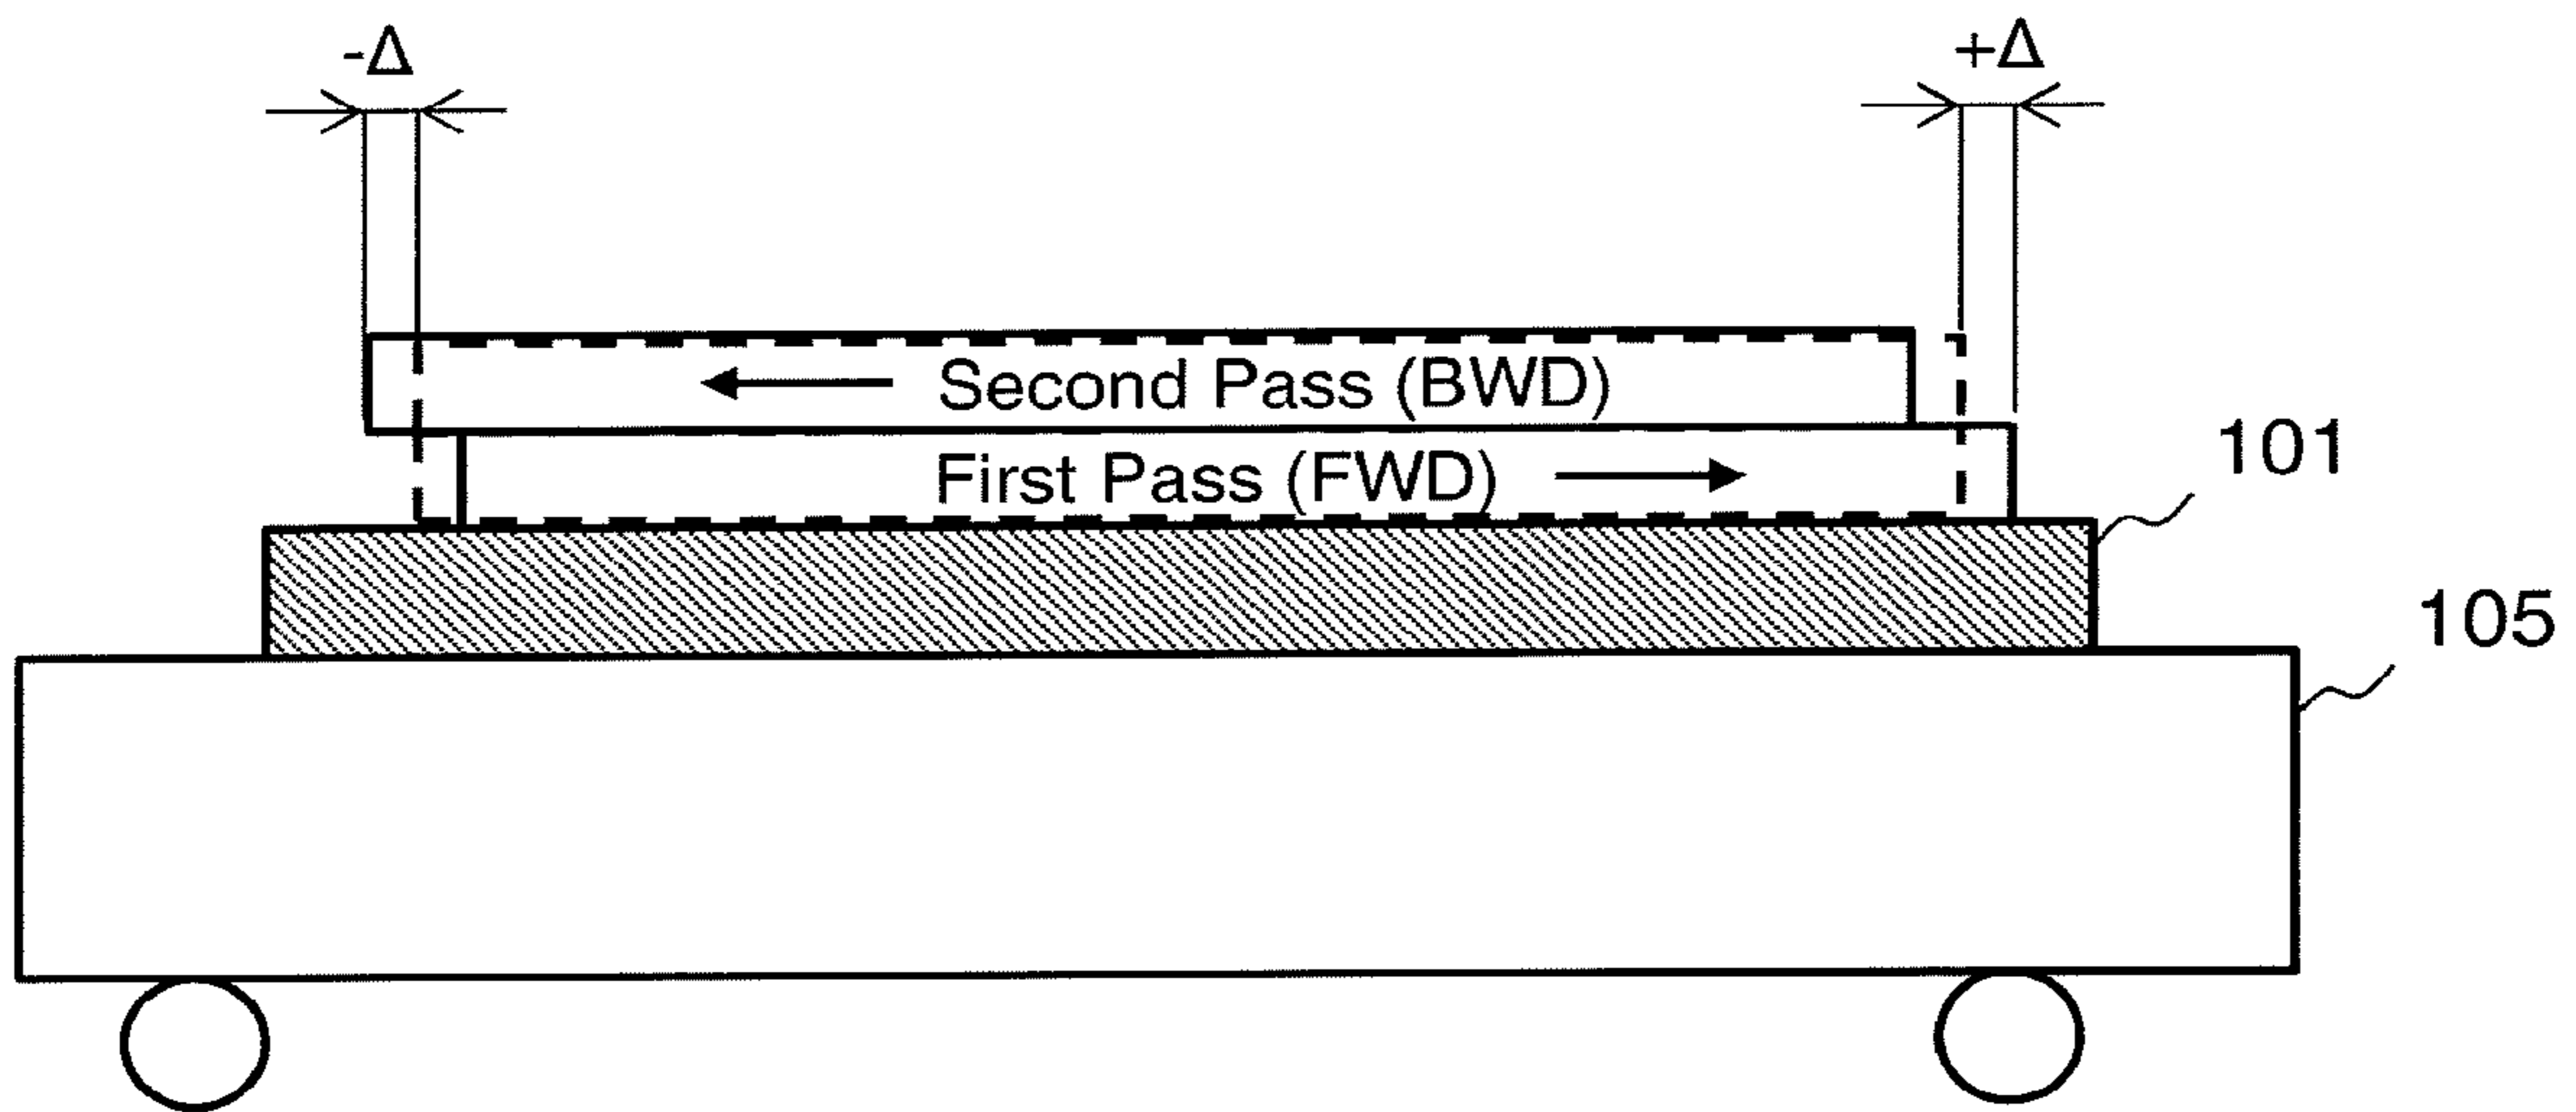 -Δ
+Δ
Second Pass (BWD)
First Pass (FWD)
101
105